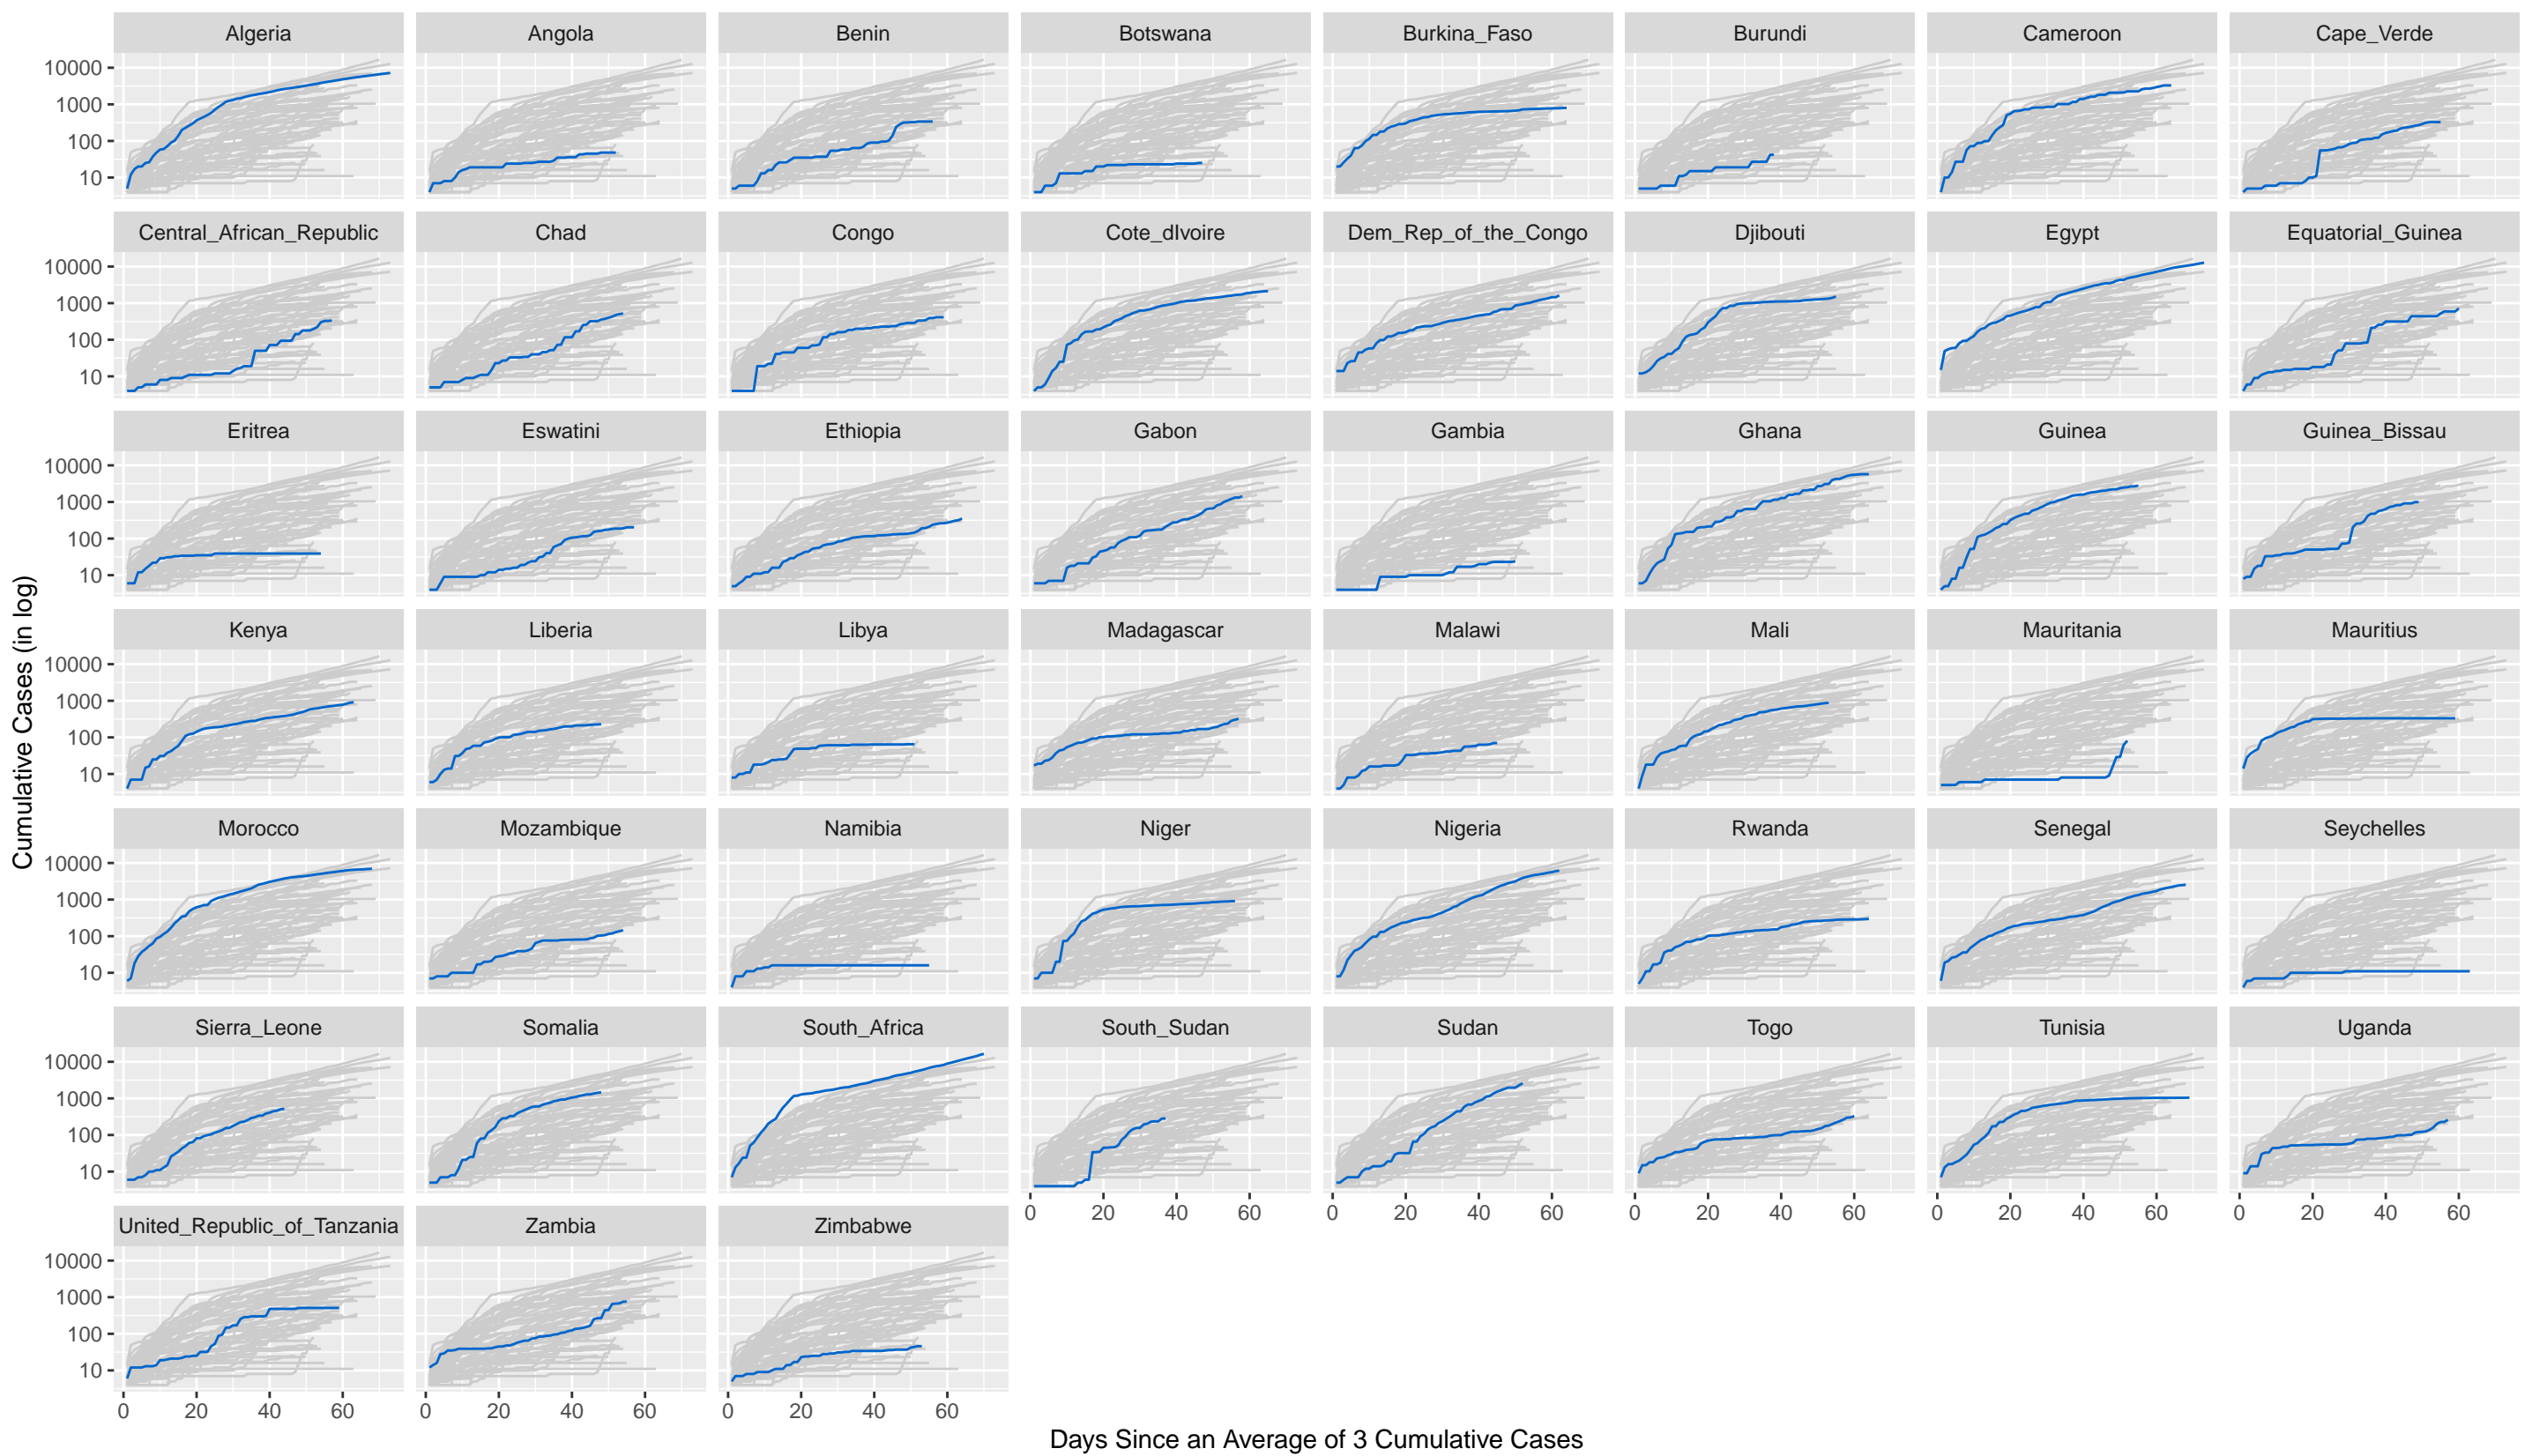 Algeria Angola Benin Botswana Burkina_Faso Burundi Cameroon Cape_Verde
10000
1000
100
10
Central_African_Republic Chad Congo Cote_dIvoire Dem_Rep_of_the_Congo Djibouti Egypt Equatorial_Guinea
10000
1000
100
10
Eritrea Eswatini Ethiopia Gabon Gambia Ghana Guinea Guinea_Bissau
10000
1000
100
10
Cumulative Cases (in log)
Kenya Liberia Libya Madagascar Malawi Mali Mauritania Mauritius
10000
1000
100
10
Morocco Mozambique Namibia Niger Nigeria Rwanda Senegal Seychelles
10000
1000
100
10
Sierra_Leone Somalia South_Africa South_Sudan Sudan Togo Tunisia Uganda
10000
1000
100
10
0 20 40 60 0 20 40 60 0 20 40 60 0 20 40 60 0 20 40 60
United_Republic_of_Tanzania Zambia Zimbabwe
10000
1000
100
10
0 20 40 60 0 20 40 60 0 20 40 60
Days Since an Average of 3 Cumulative Cases